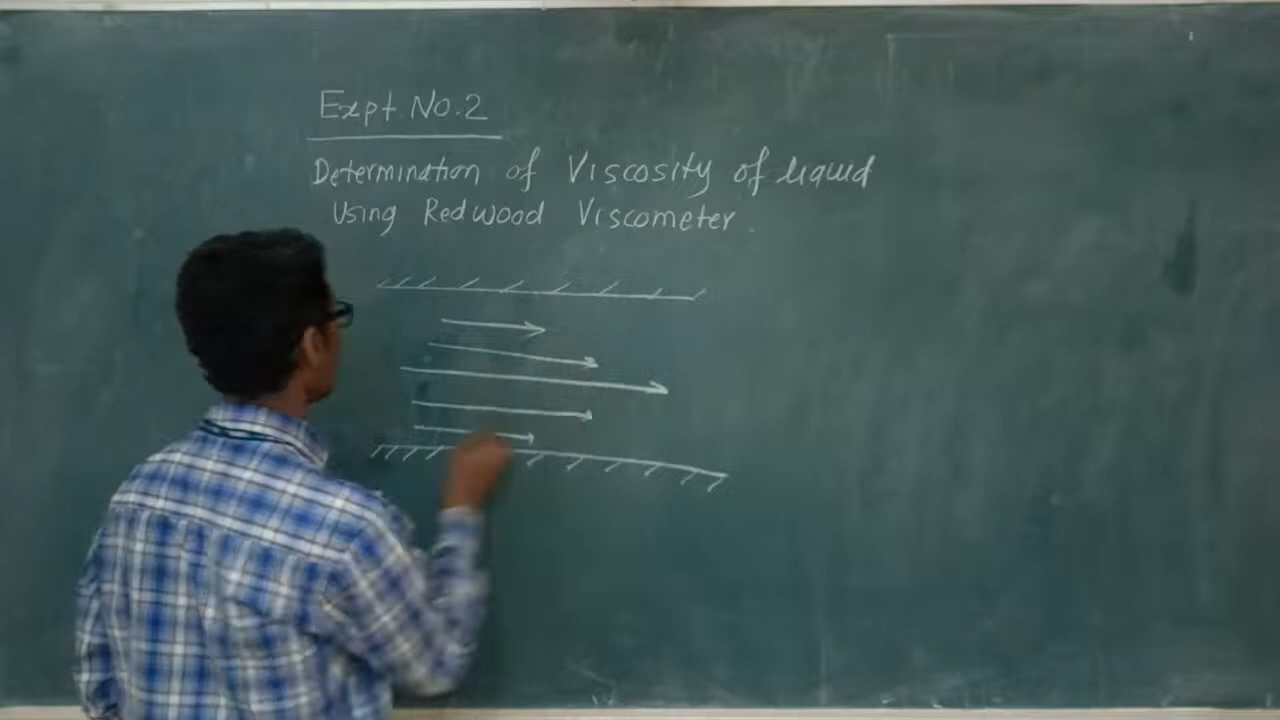 Expt. No. 2
Determination of Viscosity of liquid
Using Redwood Viscometer.